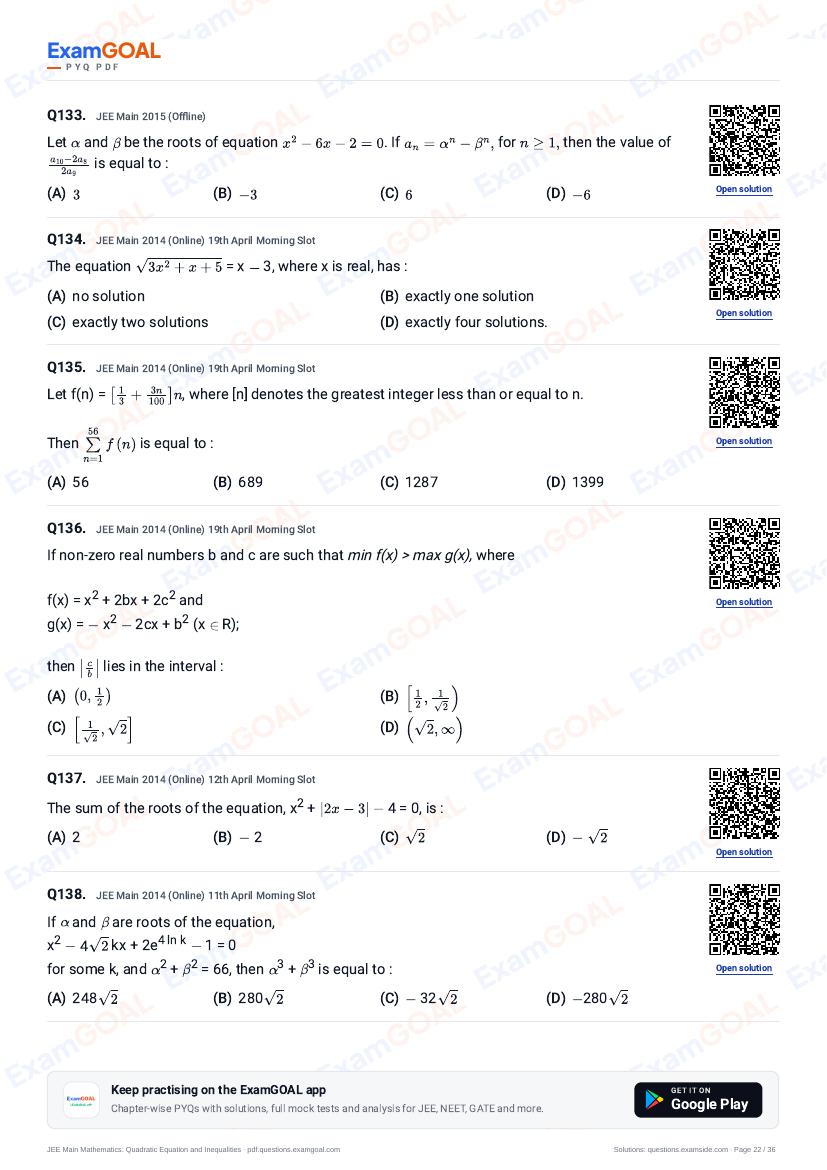 ExamGOAL
PYQ PDF
Q133. JEE Main 2015 (Offline)
Let α and β be the roots of equation x² − 6x − 2 = 0. If aₙ = αⁿ − βⁿ, for n ≥ 1, then the value of
(a₁₀−2a₈)/(2a₉) is equal to :
(A) 3 (B) −3 (C) 6 (D) −6
Open solution
Q134. JEE Main 2014 (Online) 19th April Morning Slot
The equation √(3x² + x + 5) = x − 3, where x is real, has :
(A) no solution (B) exactly one solution
(C) exactly two solutions (D) exactly four solutions.
Open solution
Q135. JEE Main 2014 (Online) 19th April Morning Slot
Let f(n) = [1/3 + 3n/100]n, where [n] denotes the greatest integer less than or equal to n.
Then ∑_{n=1}^{56} f(n) is equal to :
(A) 56 (B) 689 (C) 1287 (D) 1399
Open solution
Q136. JEE Main 2014 (Online) 19th April Morning Slot
If non-zero real numbers b and c are such that min f(x) > max g(x), where
f(x) = x² + 2bx + 2c² and
g(x) = − x² − 2cx + b² (x ∈ R);
then |c/b| lies in the interval :
(A) (0, 1/2) (B) [1/2, 1/√2)
(C) [1/√2, √2] (D) (√2, ∞)
Open solution
Q137. JEE Main 2014 (Online) 12th April Morning Slot
The sum of the roots of the equation, x² + |2x − 3| − 4 = 0, is :
(A) 2 (B) − 2 (C) √2 (D) − √2
Open solution
Q138. JEE Main 2014 (Online) 11th April Morning Slot
If α and β are roots of the equation,
x² − 4√2 kx + 2e^{4 ln k} − 1 = 0
for some k, and α² + β² = 66, then α³ + β³ is equal to :
(A) 248√2 (B) 280√2 (C) − 32√2 (D) −280√2
Open solution
Keep practising on the ExamGOAL app
Chapter-wise PYQs with solutions, full mock tests and analysis for JEE, NEET, GATE and more.
GET IT ON
Google Play
JEE Main Mathematics: Quadratic Equation and Inequalities · pdf.questions.examgoal.com
Solutions: questions.examside.com · Page 22 / 36